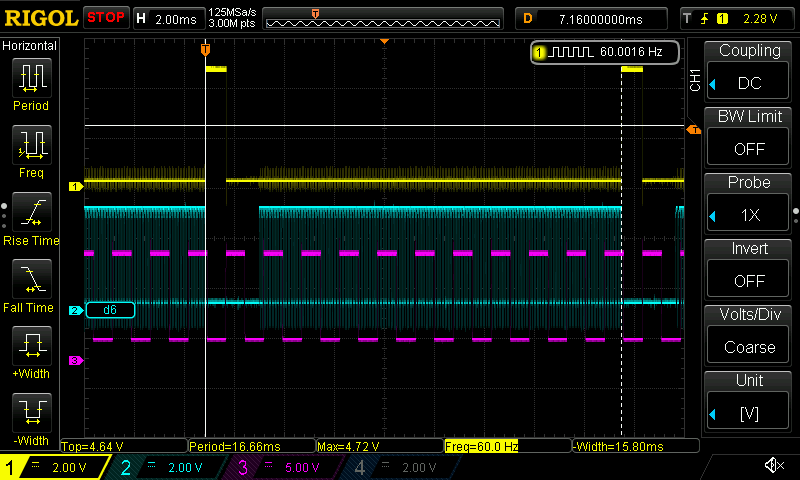 RIGOL STOP H 2.00ms 125MSa/s 3.00M pts D 7.16000000ms T 1 2.28 V
Horizontal
Period
Freq
Rise Time
Fall Time
+Width
-Width
T
1 60.0016 Hz
T
1
2 d6
3
CH1
Coupling
DC
BW Limit
OFF
Probe
1X
Invert
OFF
Volts/Div
Coarse
Unit
[V]
Top=4.64 V Period=16.66ms Max=4.72 V Freq=60.0 Hz -Width=15.80ms
1 2.00 V 2 2.00 V 3 5.00 V 4 2.00 V